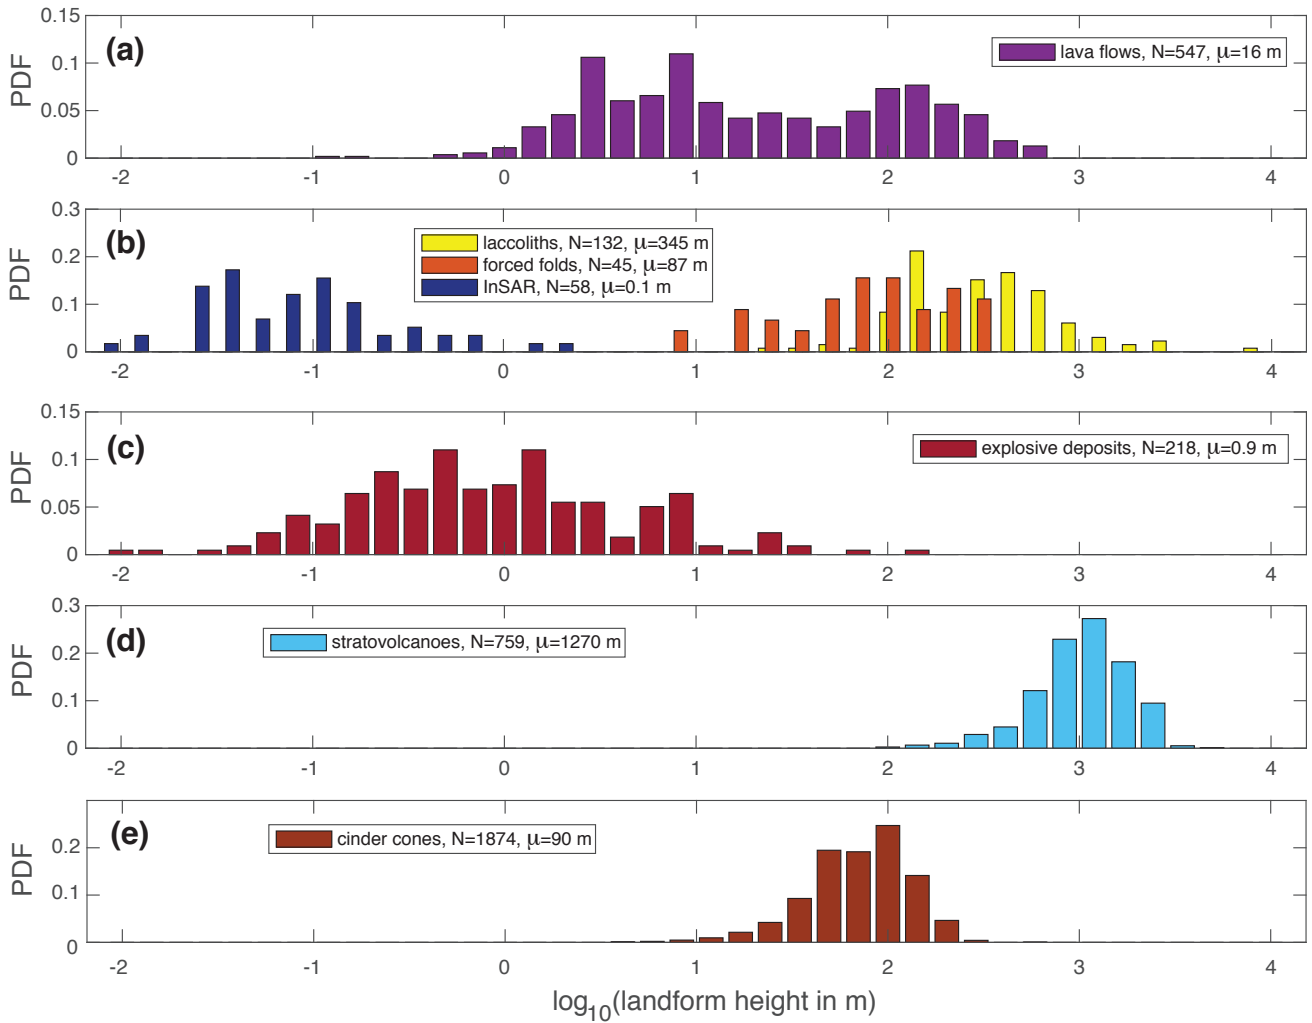 0.15
0.1
0.05
0
PDF
(a)
lava flows, N=547, μ=16 m
-2 -1 0 1 2 3 4
0.3
0.2
0.1
0
PDF
(b)
laccoliths, N=132, μ=345 m
forced folds, N=45, μ=87 m
InSAR, N=58, μ=0.1 m
-2 -1 0 1 2 3 4
0.15
0.1
0.05
0
PDF
(c)
explosive deposits, N=218, μ=0.9 m
-2 -1 0 1 2 3 4
0.3
0.2
0.1
0
PDF
(d)
stratovolcanoes, N=759, μ=1270 m
-2 -1 0 1 2 3 4
0.2
0.1
0
PDF
(e)
cinder cones, N=1874, μ=90 m
-2 -1 0 1 2 3 4
log10(landform height in m)